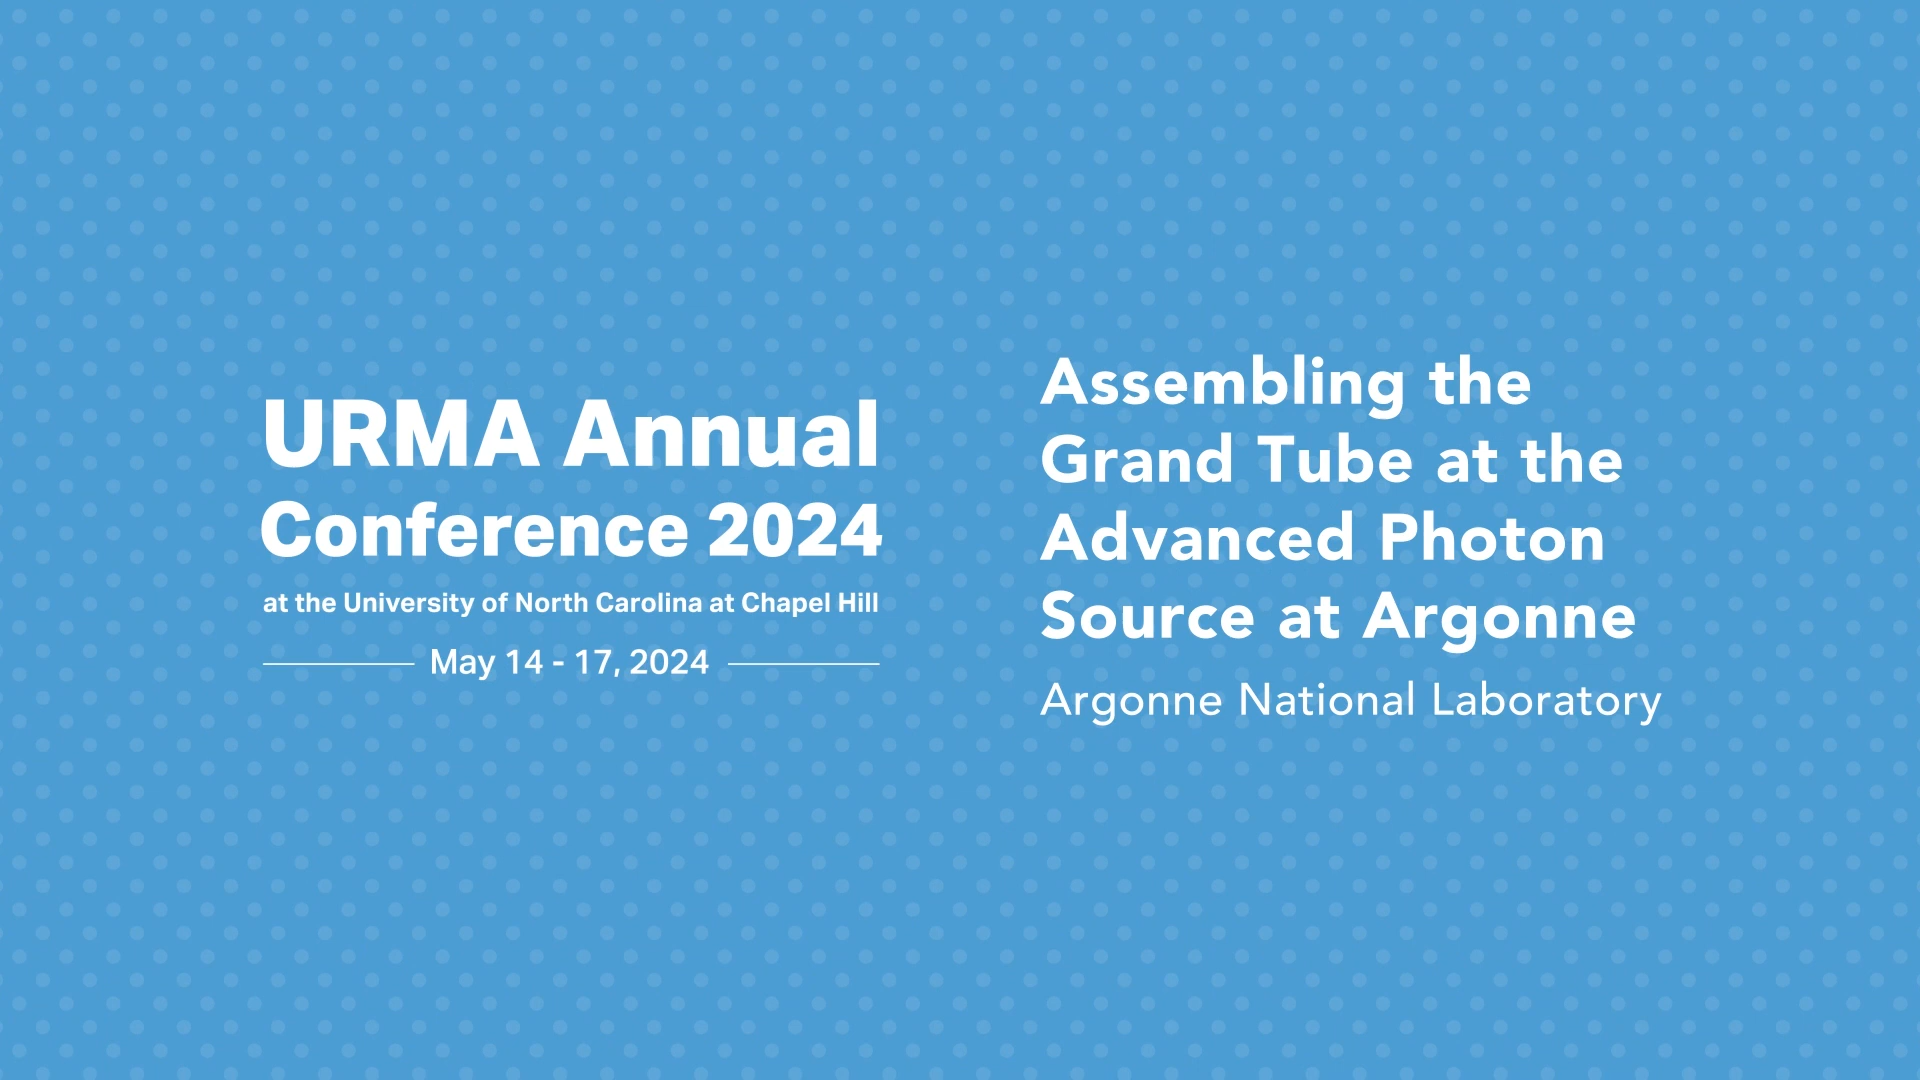 URMA Annual
Conference 2024
at the University of North Carolina at Chapel Hill
May 14 - 17, 2024
Assembling the
Grand Tube at the
Advanced Photon
Source at Argonne
Argonne National Laboratory